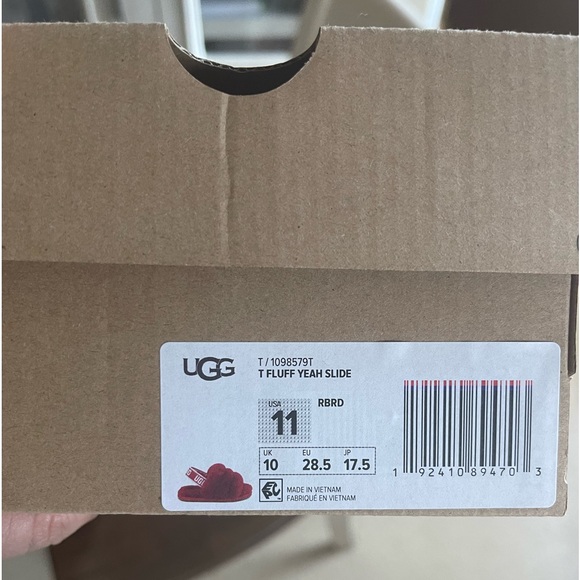 UGG
T / 1098579T
T FLUFF YEAH SLIDE
USA
11
RBRD
UK EU JP
10 28.5 17.5
MADE IN VIETNAM
FABRIQUÉ EN VIETNAM
1 92410 89470 3
UGG